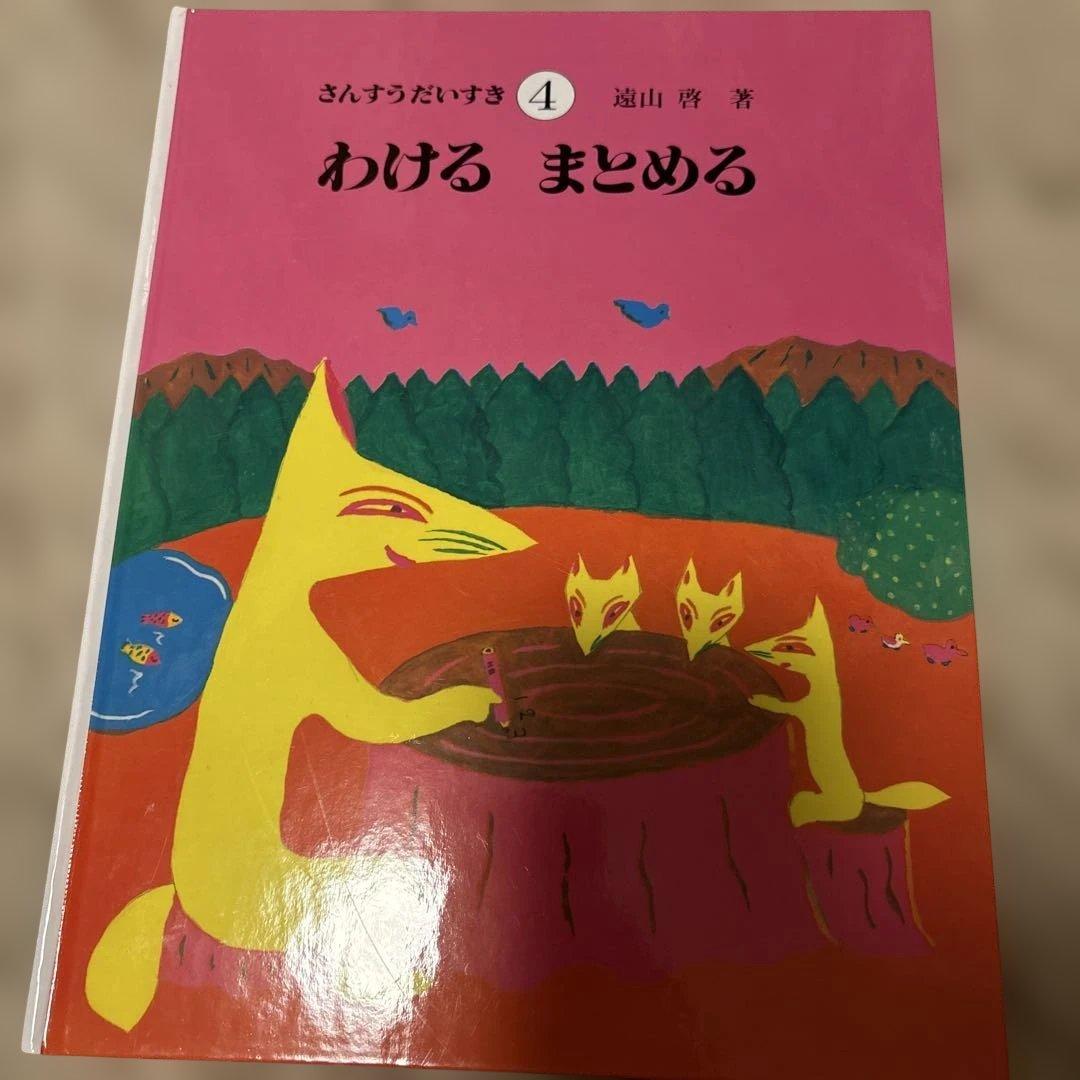 さんすうだいすき 4 遠山 啓 著
わける まとめる